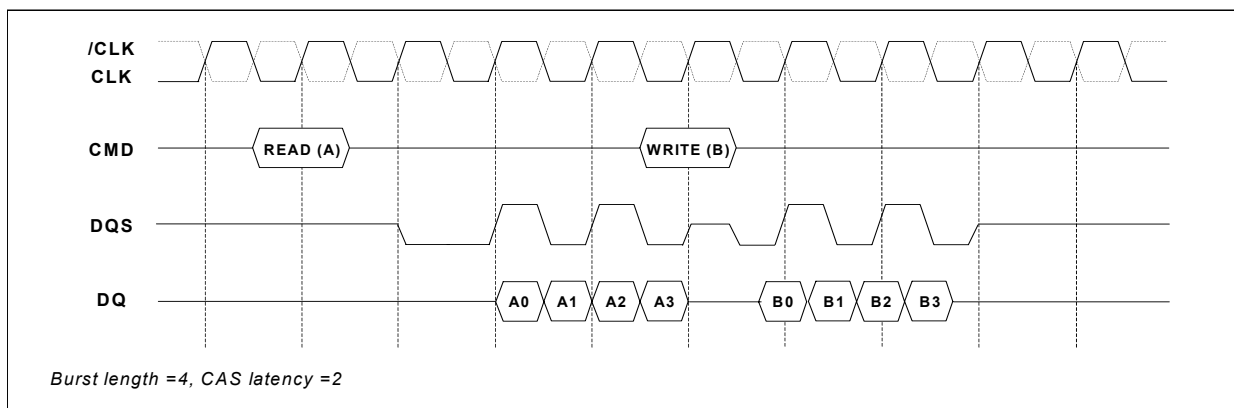 /CLK
CLK
CMD READ (A) WRITE (B)
DQS
DQ A0 A1 A2 A3 B0 B1 B2 B3
Burst length =4, CAS latency =2